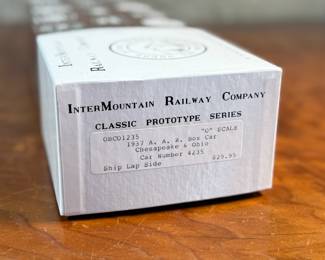 INTERMOUNTAIN RAILWAY COMPANY
CLASSIC PROTOTYPE SERIES
OBC01235 "O" SCALE
1937 A. A. R. Box Car
Chesapeake & Ohio
Car Number 4235
Ship Lap Side $29.95